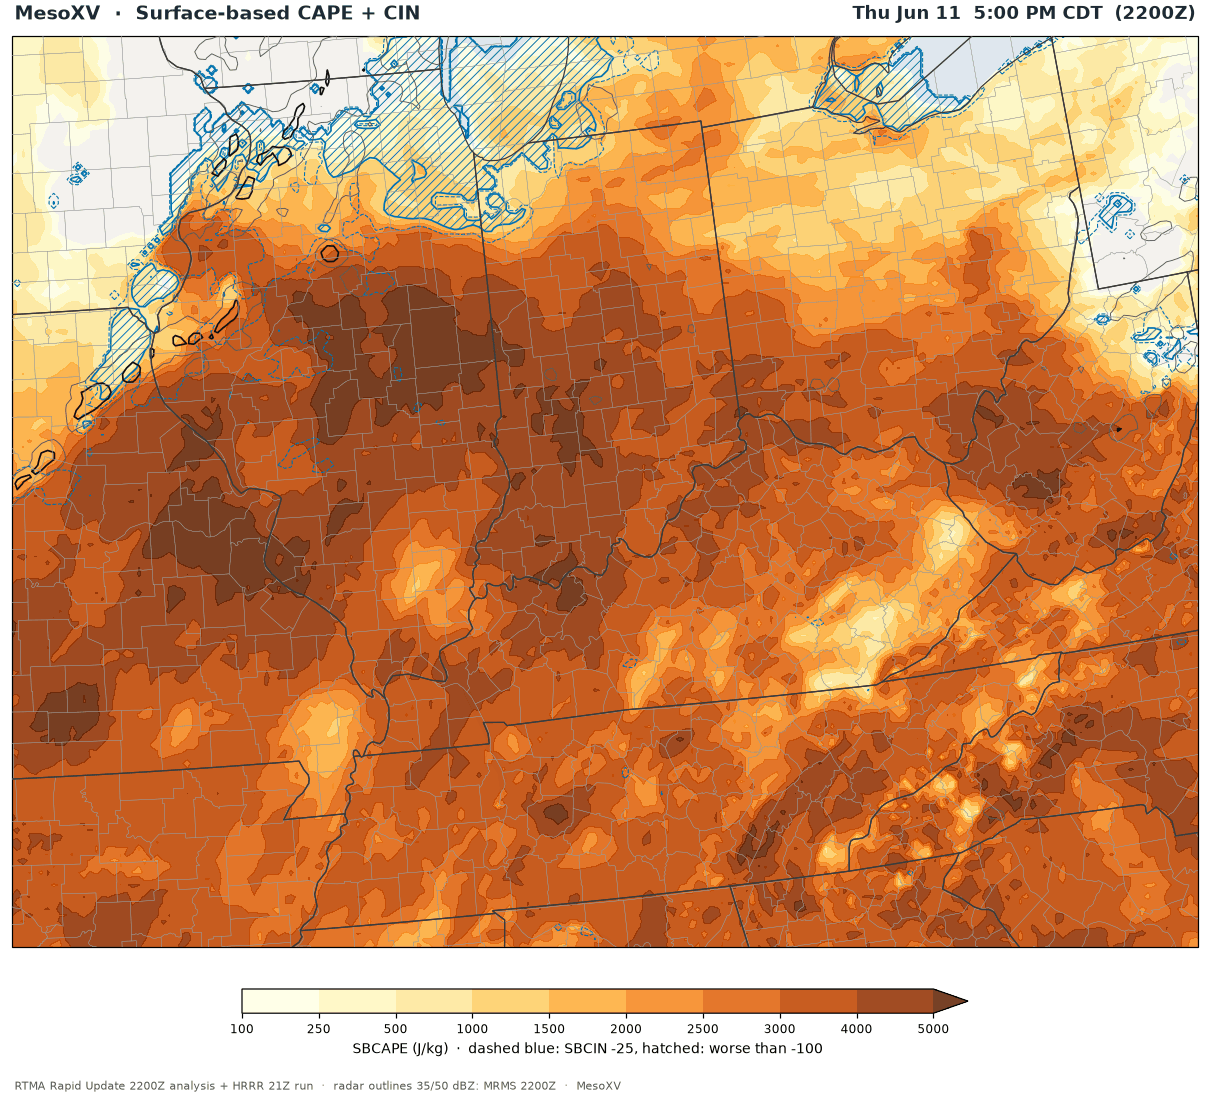 MesoXV · Surface-based CAPE + CIN
Thu Jun 11 5:00 PM CDT (2200Z)
100 250 500 1000 1500 2000 2500 3000 4000 5000
SBCAPE (J/kg) · dashed blue: SBCIN -25, hatched: worse than -100
RTMA Rapid Update 2200Z analysis + HRRR 21Z run · radar outlines 35/50 dBZ: MRMS 2200Z · MesoXV